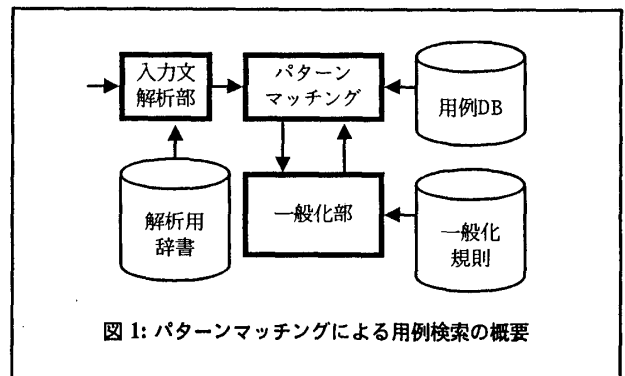 入力文
解析部
パターン
マッチング
用例DB
解析用
辞書
一般化部
一般化
規則
図 1: パターンマッチングによる用例検索の概要